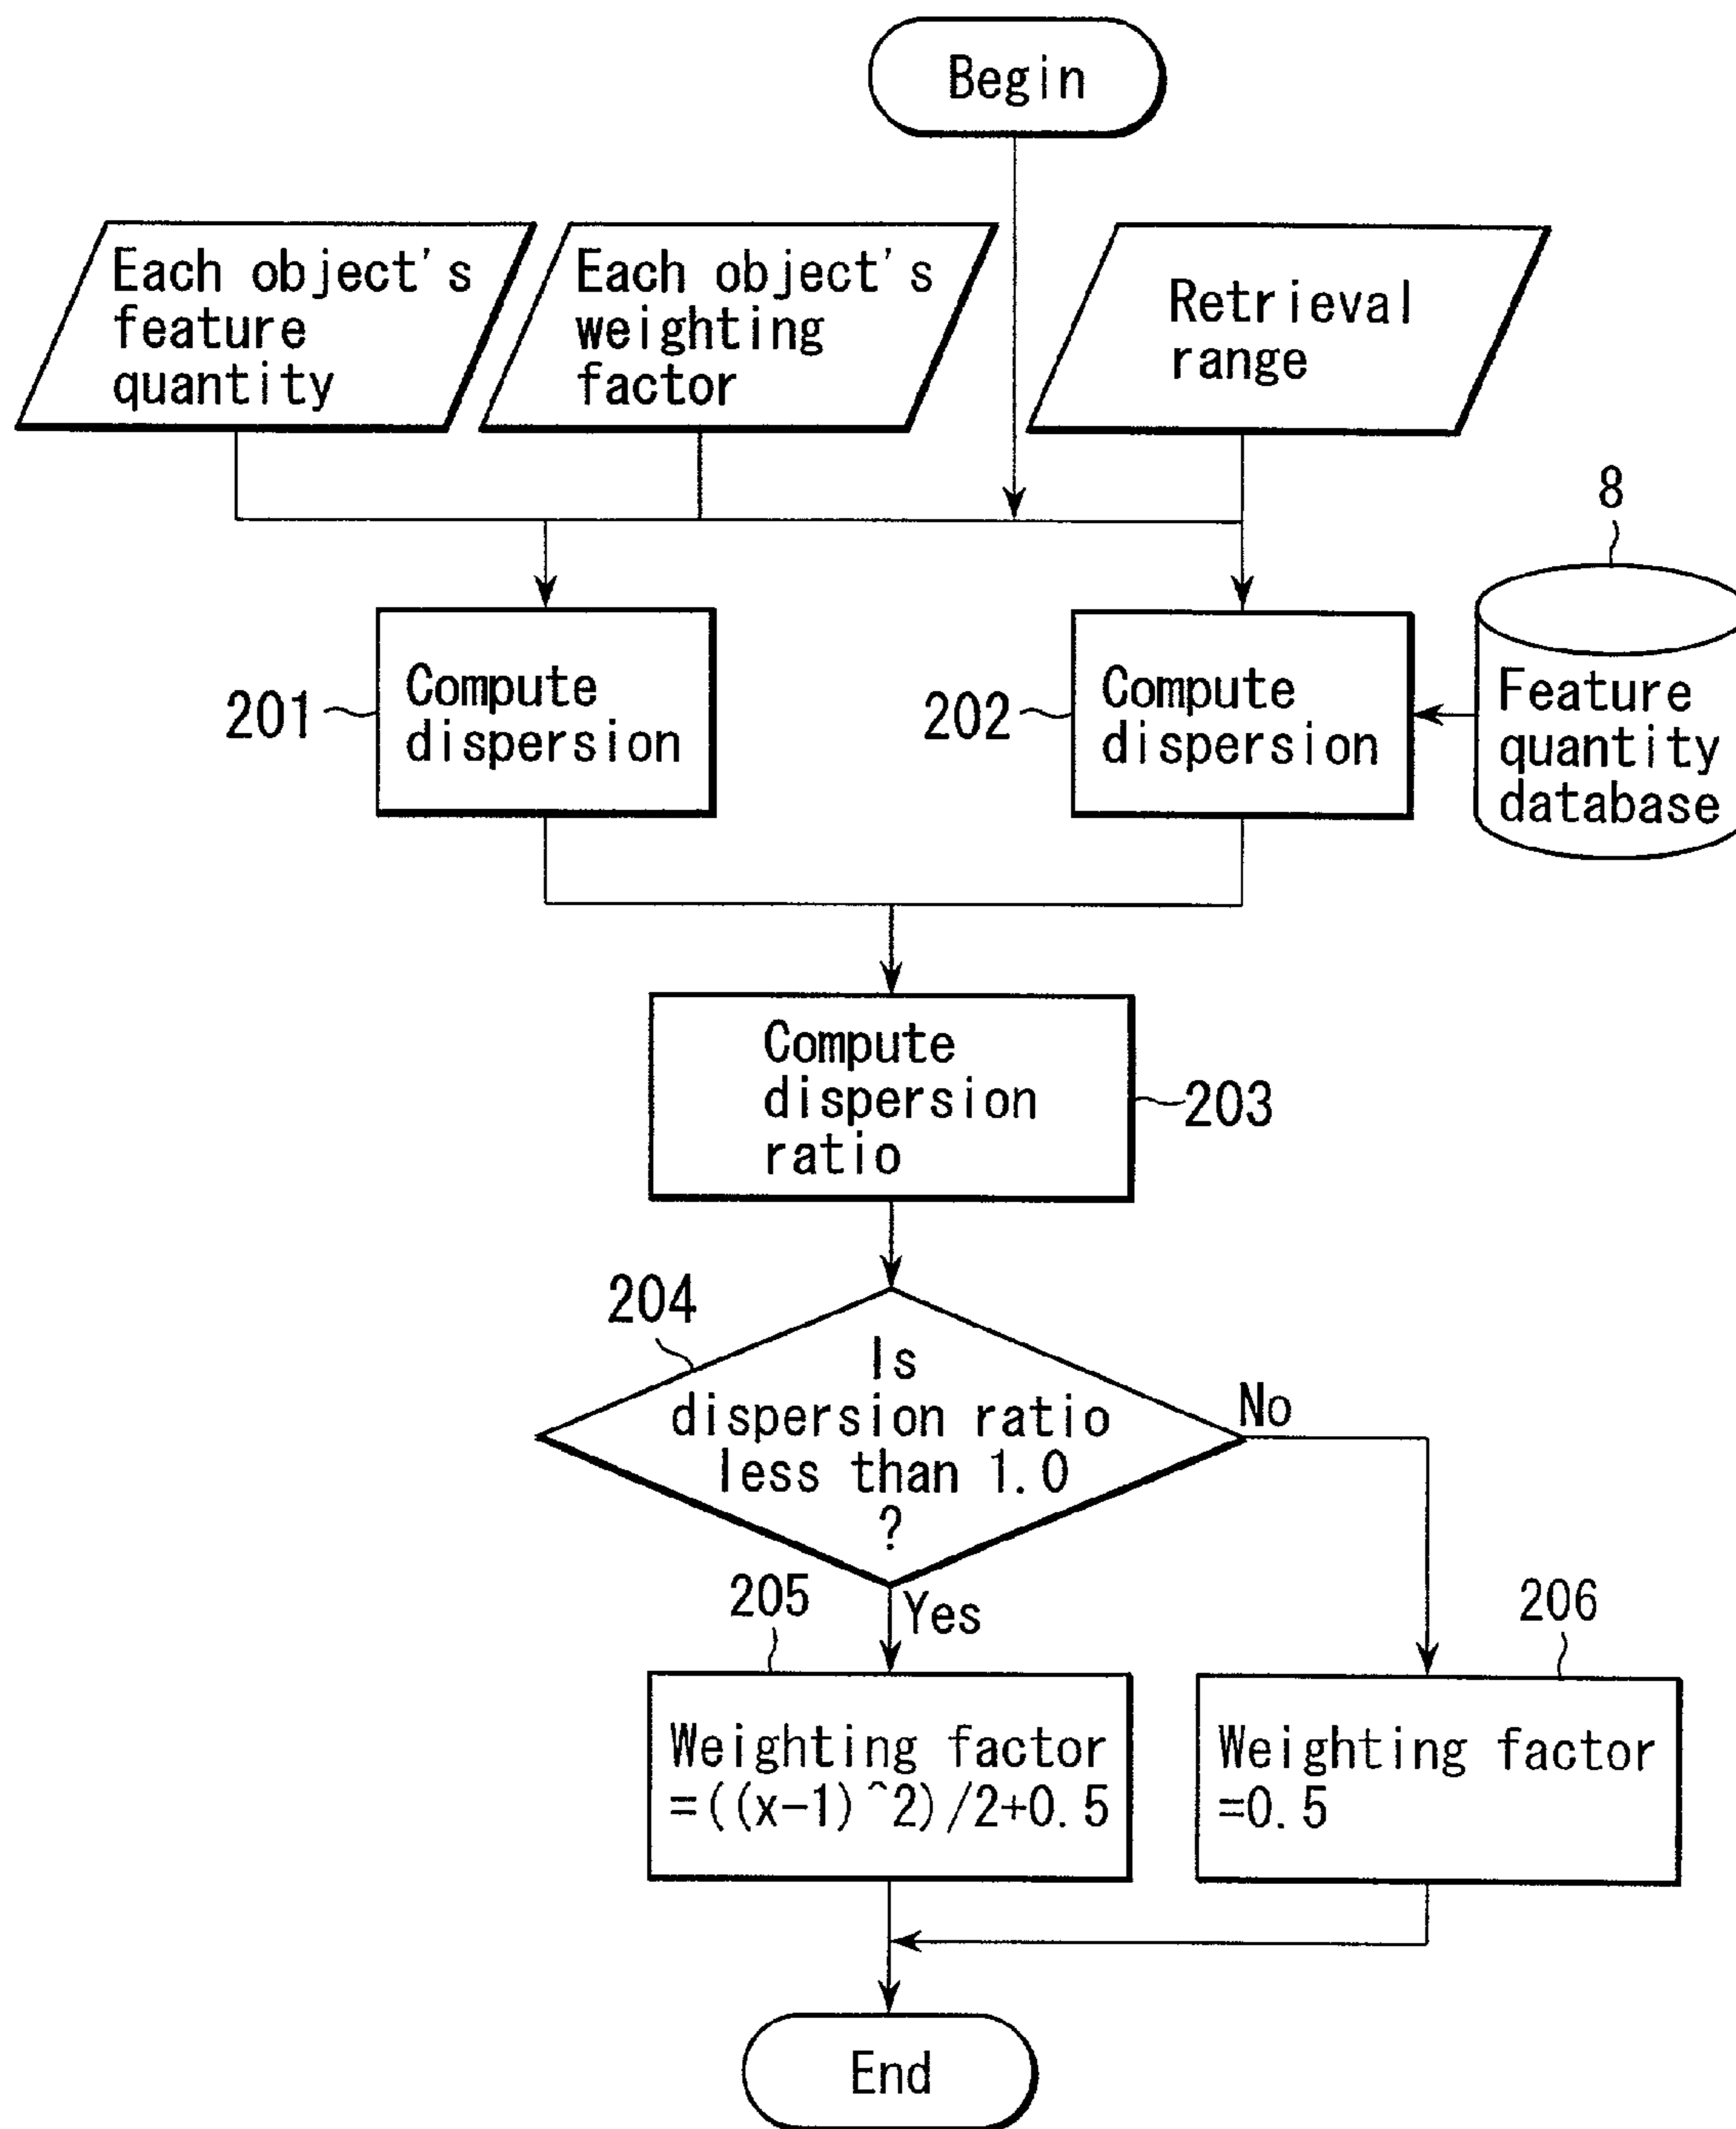 Begin
Each object's
feature
quantity
Each object's
weighting
factor
Retrieval
range
8
201
Compute
dispersion
202
Compute
dispersion
Feature
quantity
database
Compute
dispersion
ratio
203
204
Is
dispersion ratio
less than 1.0
?
No
Yes
205
Weighting factor
=((x-1)^2)/2+0.5
206
Weighting factor
=0.5
End